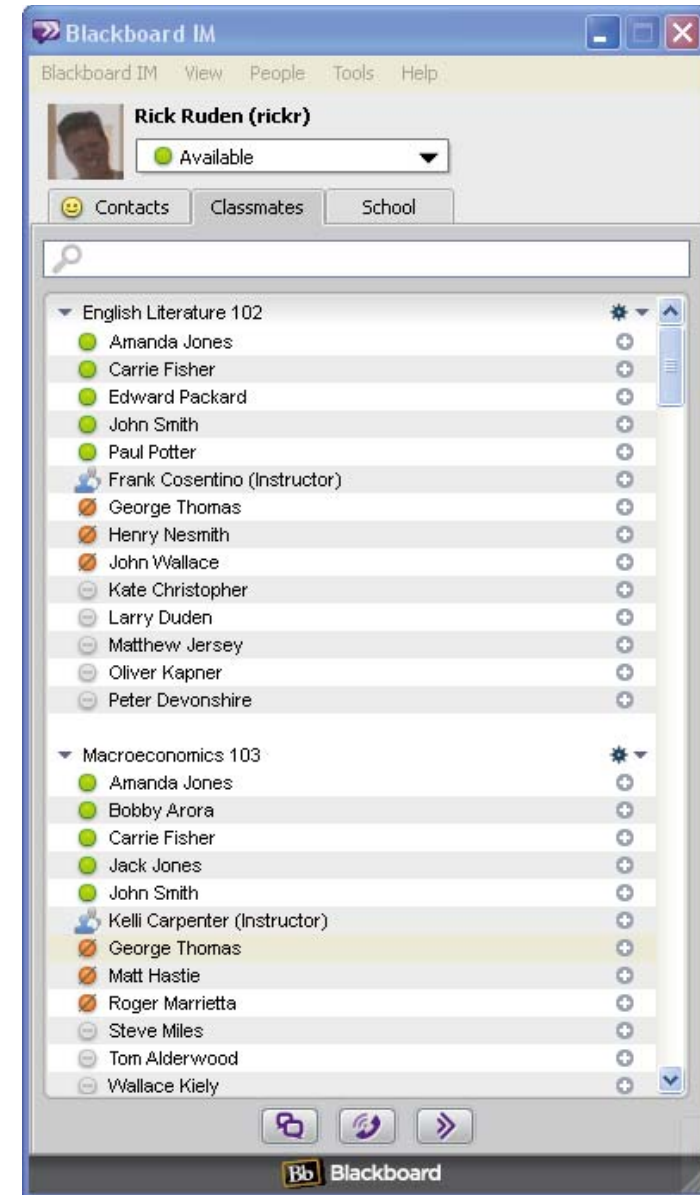 Blackboard IM
Blackboard IM View People Tools Help
Rick Ruden (rickr)
Available
Contacts Classmates School
English Literature 102
Amanda Jones
Carrie Fisher
Edward Packard
John Smith
Paul Potter
Frank Cosentino (Instructor)
George Thomas
Henry Nesmith
John Wallace
Kate Christopher
Larry Duden
Matthew Jersey
Oliver Kapner
Peter Devonshire
Macroeconomics 103
Amanda Jones
Bobby Arora
Carrie Fisher
Jack Jones
John Smith
Kelli Carpenter (Instructor)
George Thomas
Matt Hastie
Roger Marrietta
Steve Miles
Tom Alderwood
Wallace Kiely
Bb Blackboard